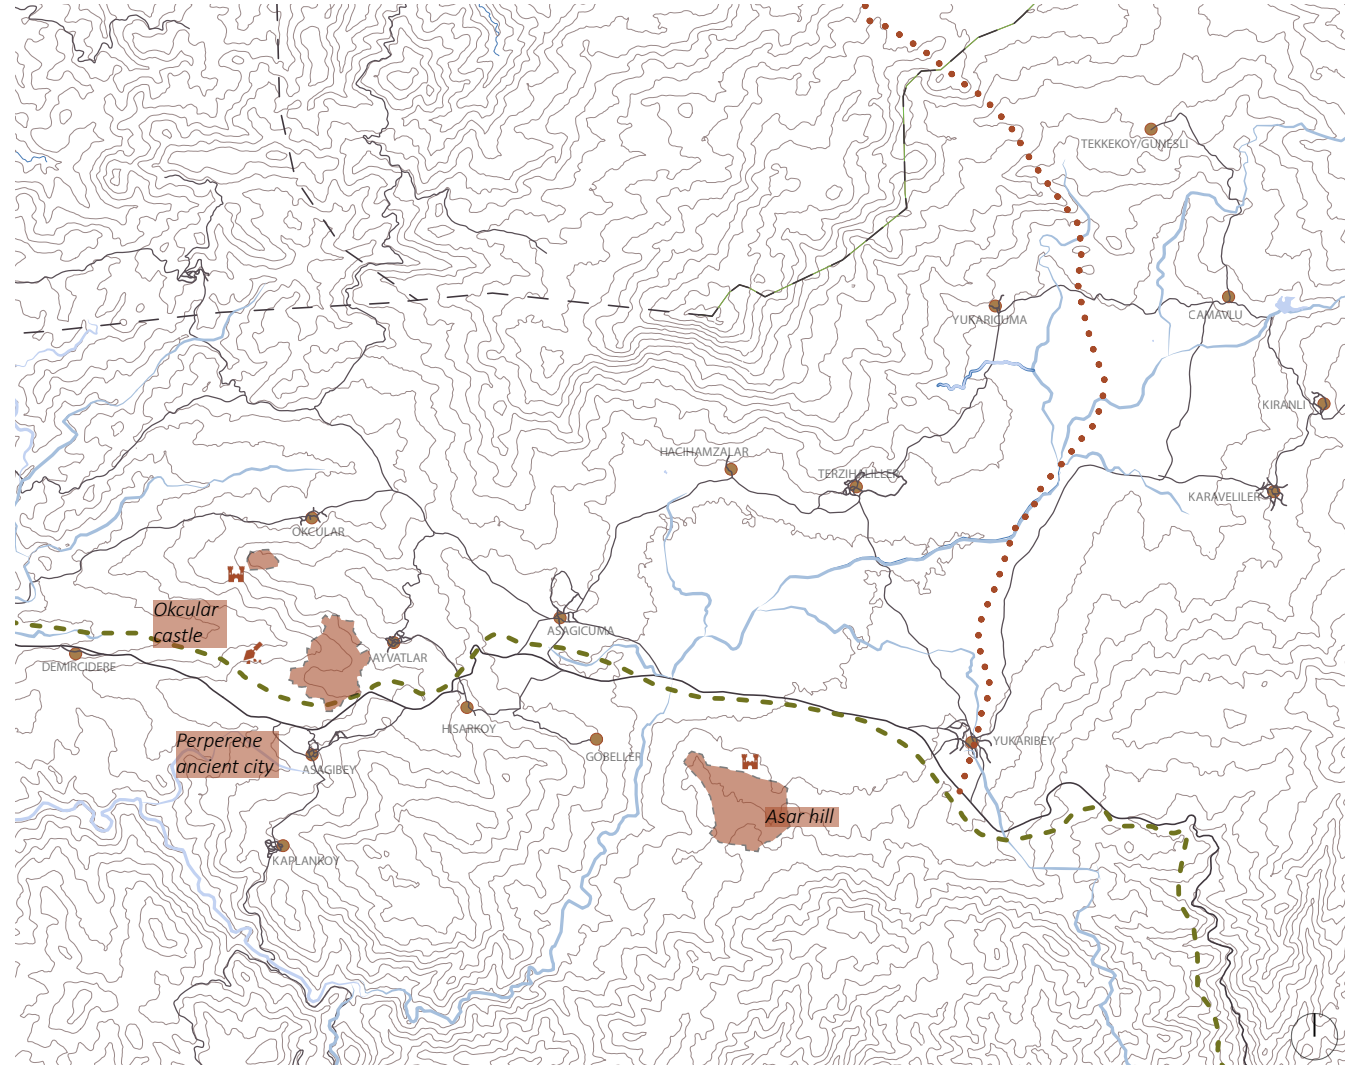 TEKKEKOY/GUNESLI
YUKARICUMA
CAMAVLU
KIRANLI
HACIHAMZALAR
TERZIHALILLER
KARAVELILER
OKCULAR
Okcular
castle
ASAGICUMA
AYVATLAR
DEMIRCIDERE
HISARKOY
Perperene
ancient city
ASAGIBEY
GOBELLER
YUKARIBEY
Asar hill
KAPLANKOY